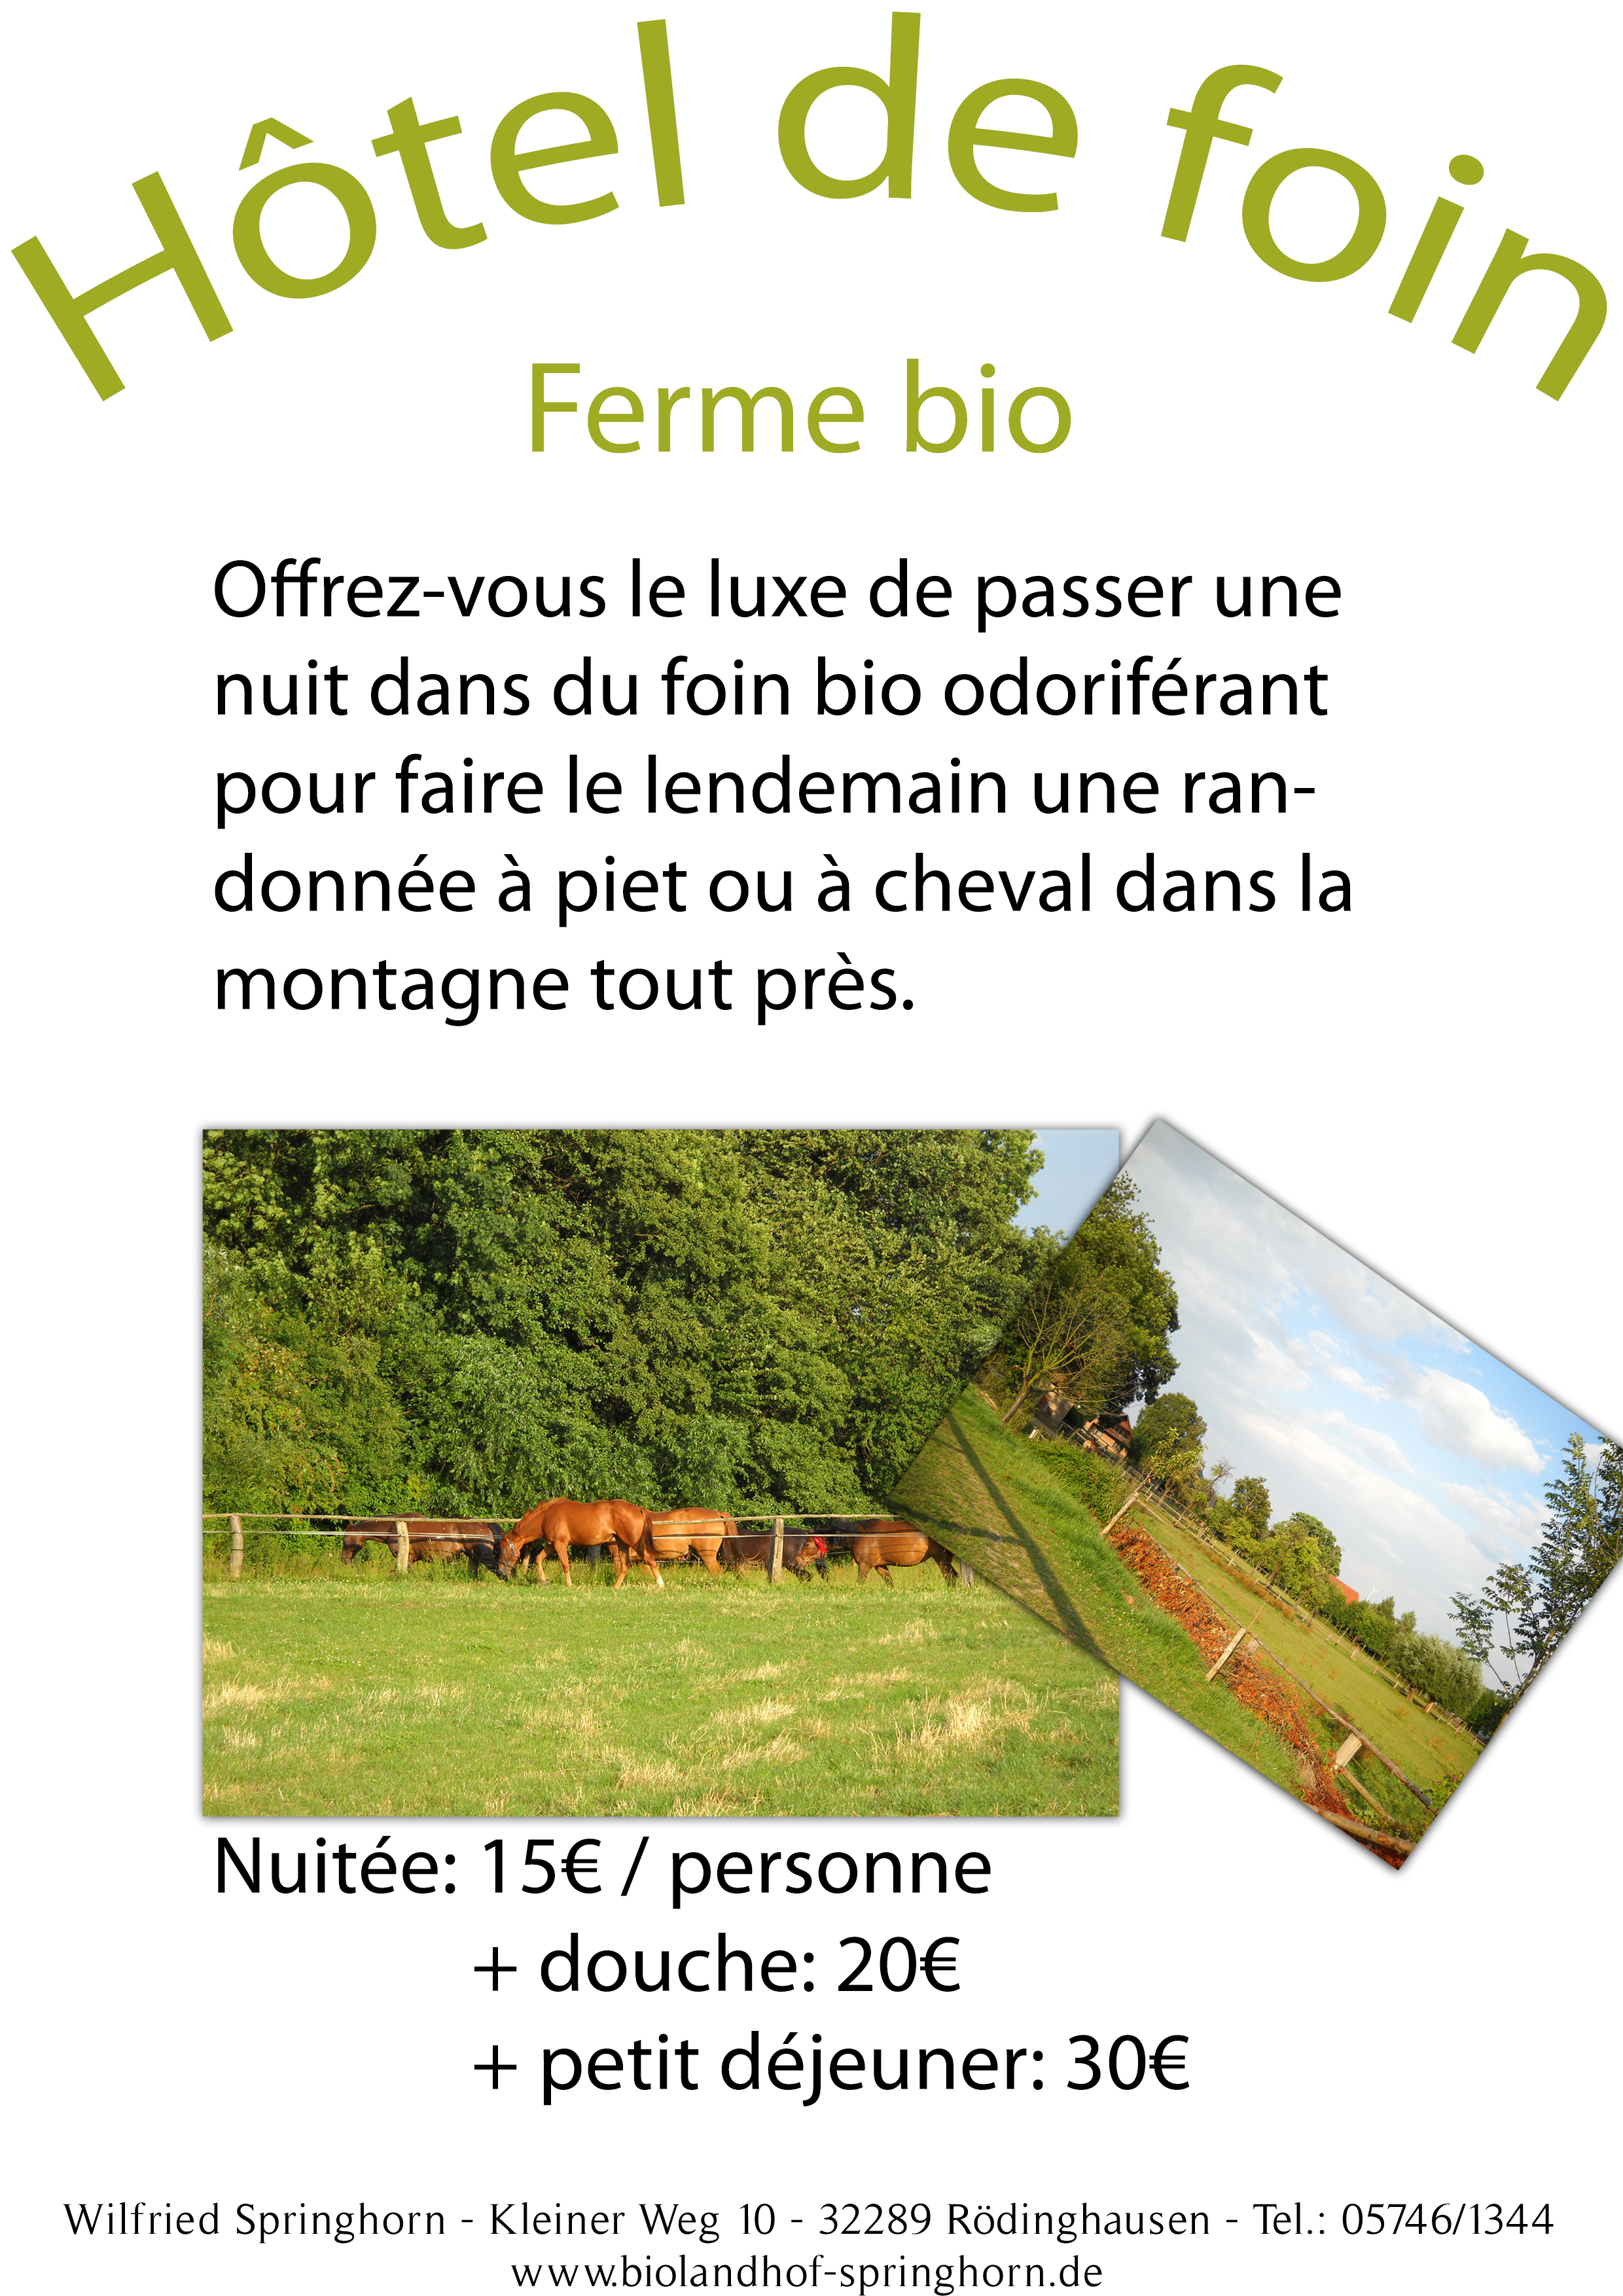 Hôtel de foin
Ferme bio
Offrez-vous le luxe de passer une
nuit dans du foin bio odoriférant
pour faire le lendemain une ran-
donnée à piet ou à cheval dans la
montagne tout près.
Nuitée: 15€ / personne
+ douche: 20€
+ petit déjeuner: 30€
Wilfried Springhorn - Kleiner Weg 10 - 32289 Rödinghausen - Tel.: 05746/1344
www.biolandhof-springhorn.de